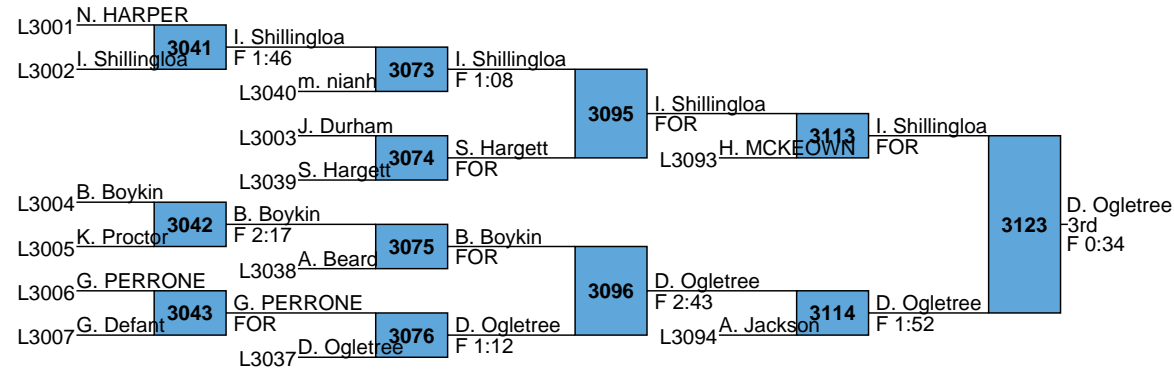 N. HARPER
L3001
3041
I. Shillingloa
L3002
I. Shillingloa
F 1:46
3073
m. nianh
L3040
I. Shillingloa
F 1:08
J. Durham
L3003
3074
S. Hargett
L3039
S. Hargett
FOR
3095
I. Shillingloa
FOR
3113
H. MCKEOWN
L3093
I. Shillingloa
FOR
B. Boykin
L3004
3042
K. Proctor
L3005
B. Boykin
F 2:17
3075
A. Beard
L3038
B. Boykin
FOR
G. PERRONE
L3006
3043
G. Defant
L3007
G. PERRONE
FOR
3076
D. Ogletree
L3037
D. Ogletree
F 1:12
3096
D. Ogletree
F 2:43
3114
A. Jackson
L3094
D. Ogletree
F 1:52
3123
D. Ogletree
3rd
F 0:34